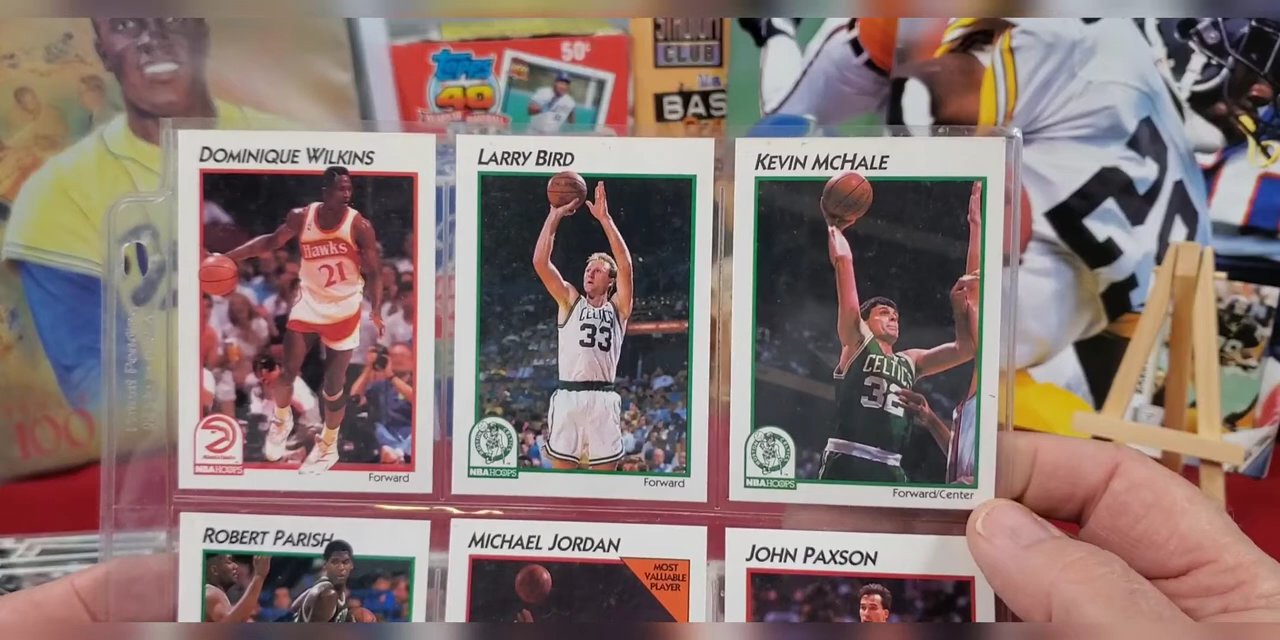 50¢
Topps
40
CLUB
BAS
DOMINIQUE WILKINS
LARRY BIRD
KEVIN McHALE
Hawks
21
CELTICS
33
CELTICS
32
NBA HOOPS
Forward
NBA HOOPS
Forward
NBA HOOPS
Forward/Center
100
ROBERT PARISH
MICHAEL JORDAN
MOST
VALUABLE
PLAYER
JOHN PAXSON